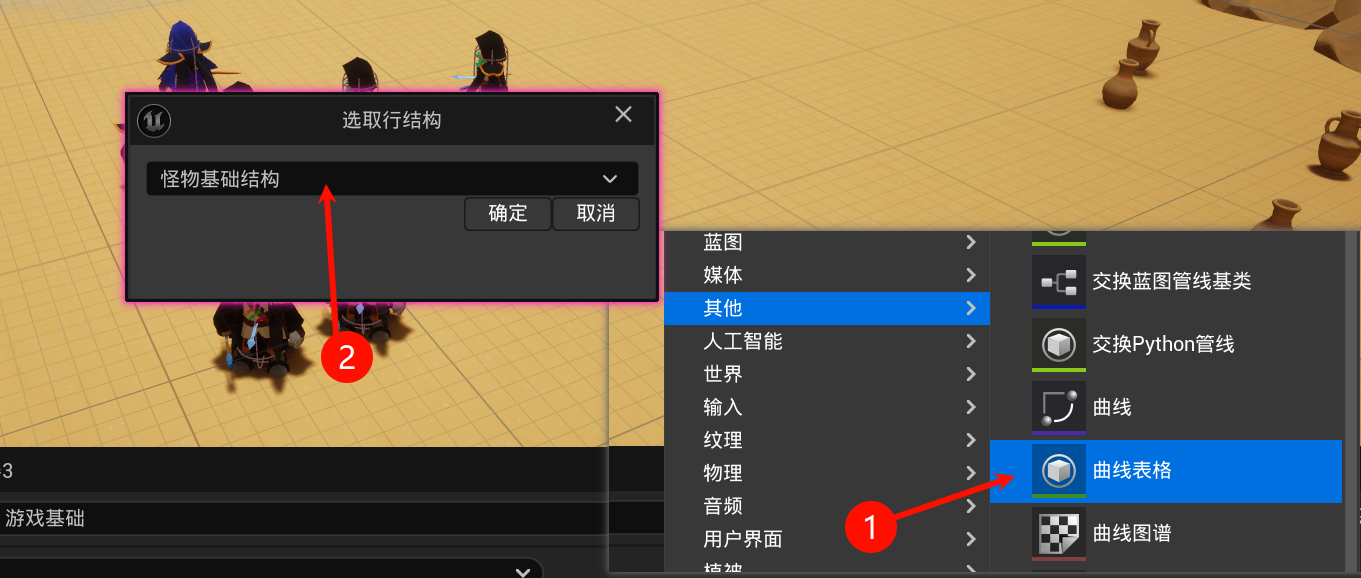 选取行结构
怪物基础结构
确定
取消
2
3
游戏基础
蓝图
媒体
其他
人工智能
世界
输入
纹理
物理
音频
用户界面
植被
1
交换蓝图管线基类
交换Python管线
曲线
曲线表格
曲线图谱